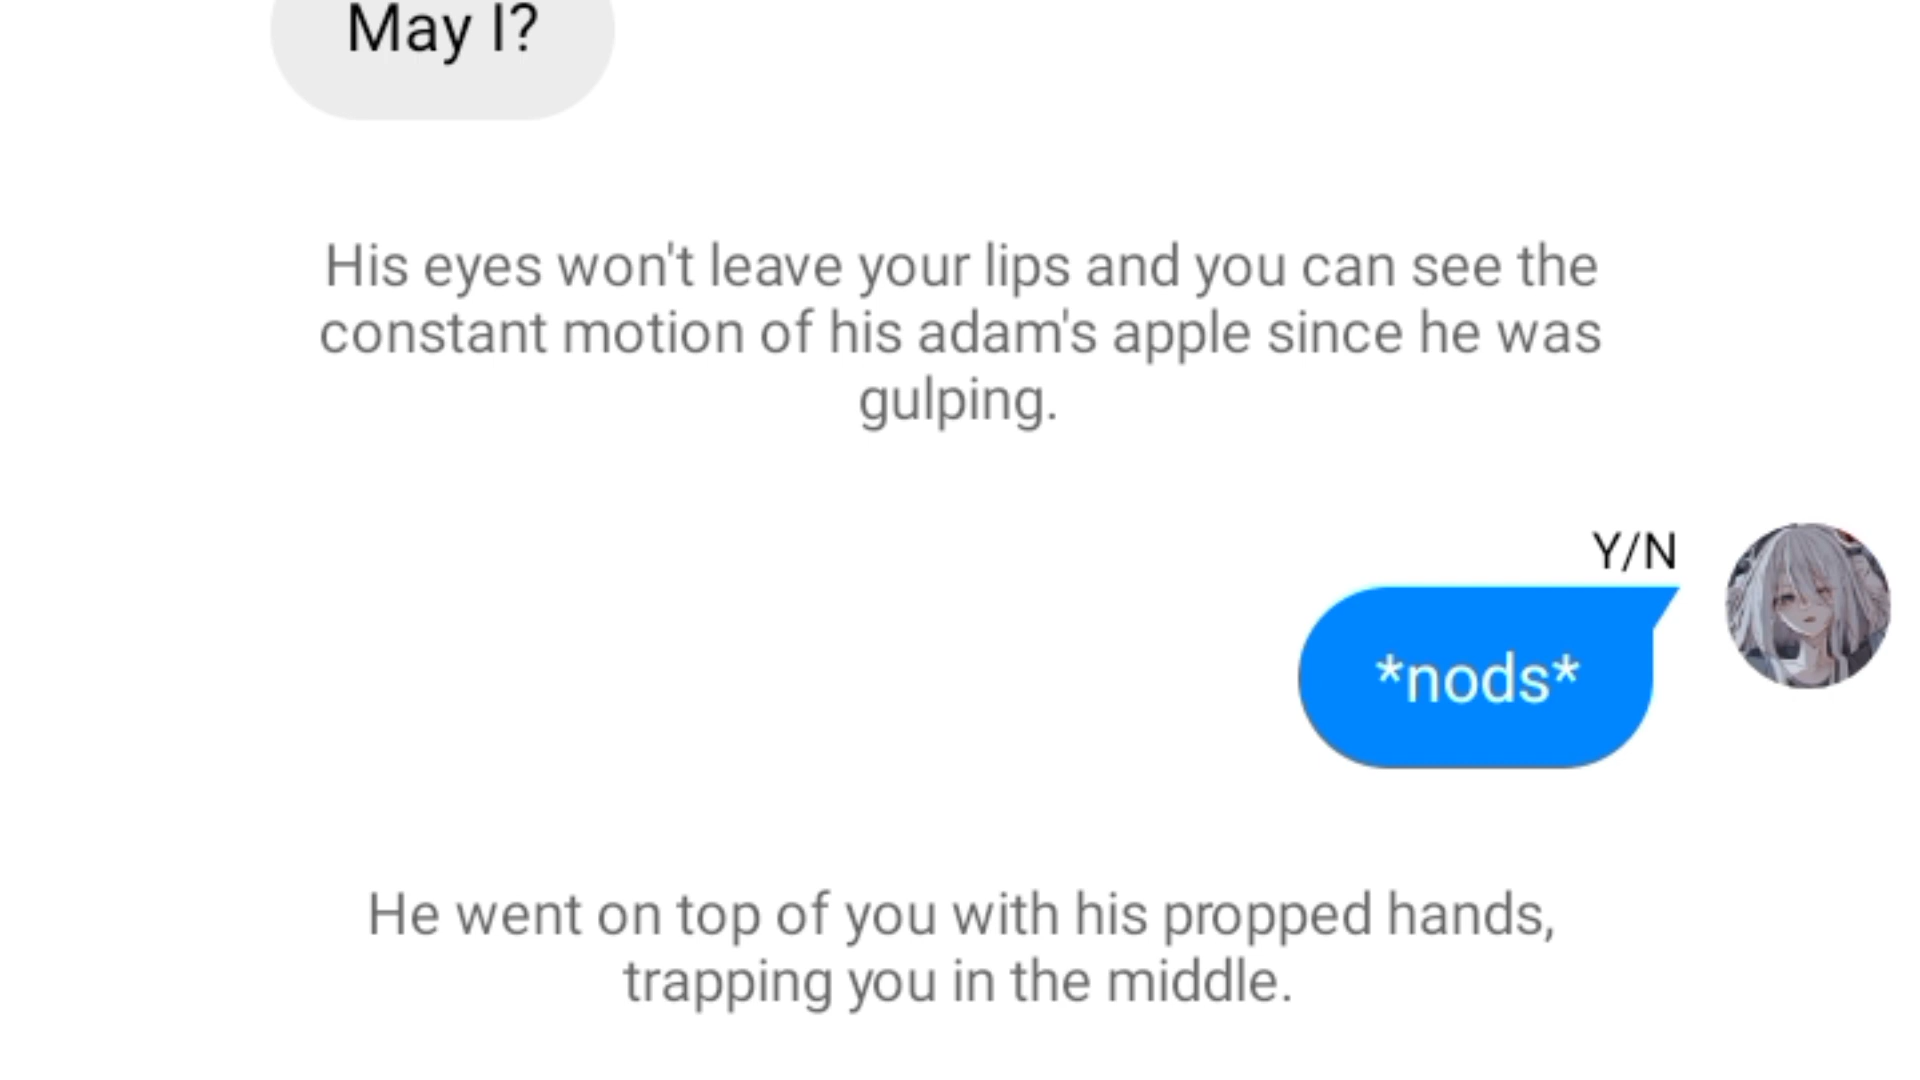 May I?
His eyes won't leave your lips and you can see the
constant motion of his adam's apple since he was
gulping.
Y/N
*nods*
He went on top of you with his propped hands,
trapping you in the middle.